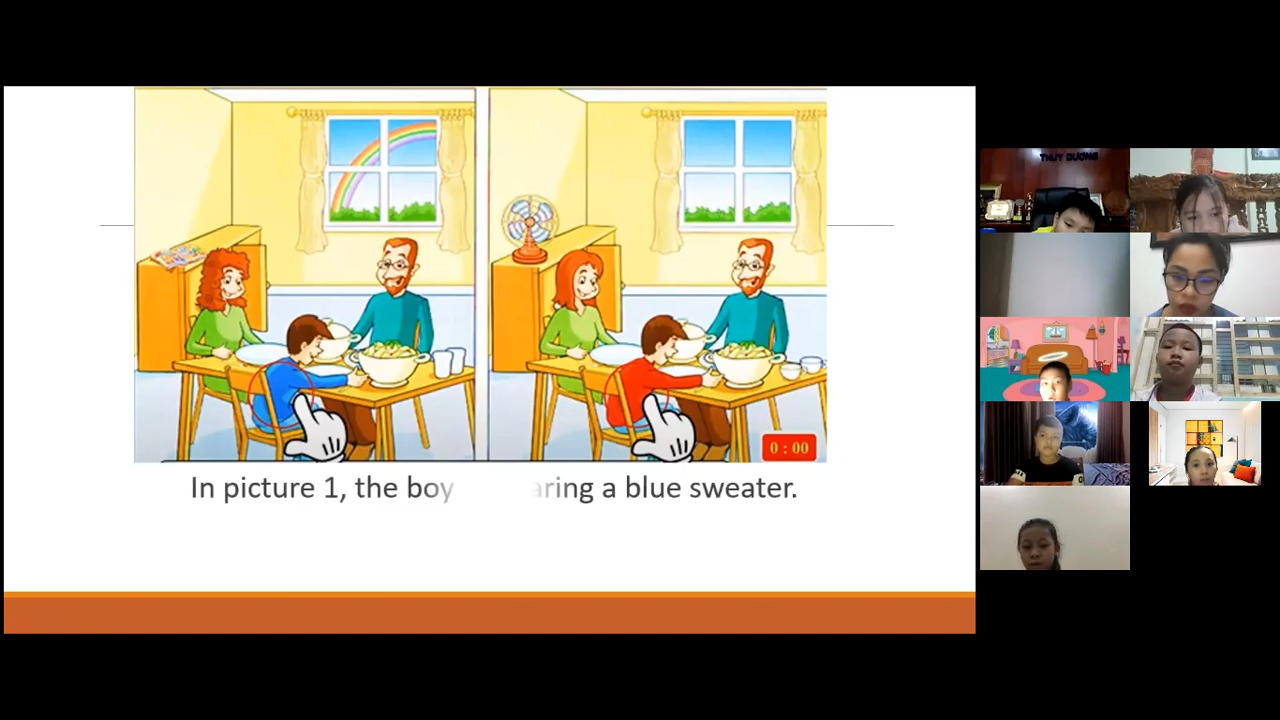 THUY DUONG
0 : 00
In picture 1, the boy aring a blue sweater.